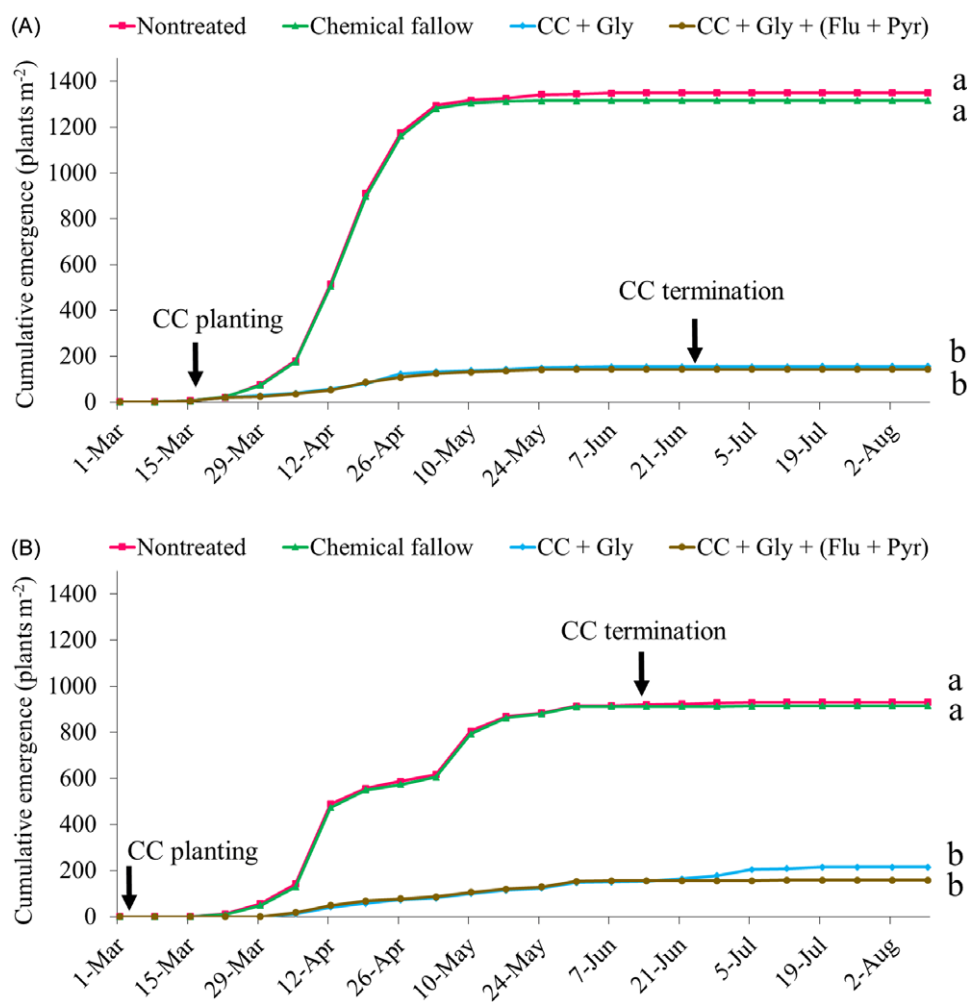 (A) Nontreated Chemical fallow CC + Gly CC + Gly + (Flu + Pyr)
Cumulative emergence (plants m-2)
1400
1200
1000
800
600
400
200
0
CC planting
CC termination
a
a
b
b
1-Mar 15-Mar 29-Mar 12-Apr 26-Apr 10-May 24-May 7-Jun 21-Jun 5-Jul 19-Jul 2-Aug
(B) Nontreated Chemical fallow CC + Gly CC + Gly + (Flu + Pyr)
Cumulative emergence (plants m-2)
1400
1200
1000
800
600
400
200
0
CC planting
CC termination
a
a
b
b
1-Mar 15-Mar 29-Mar 12-Apr 26-Apr 10-May 24-May 7-Jun 21-Jun 5-Jul 19-Jul 2-Aug